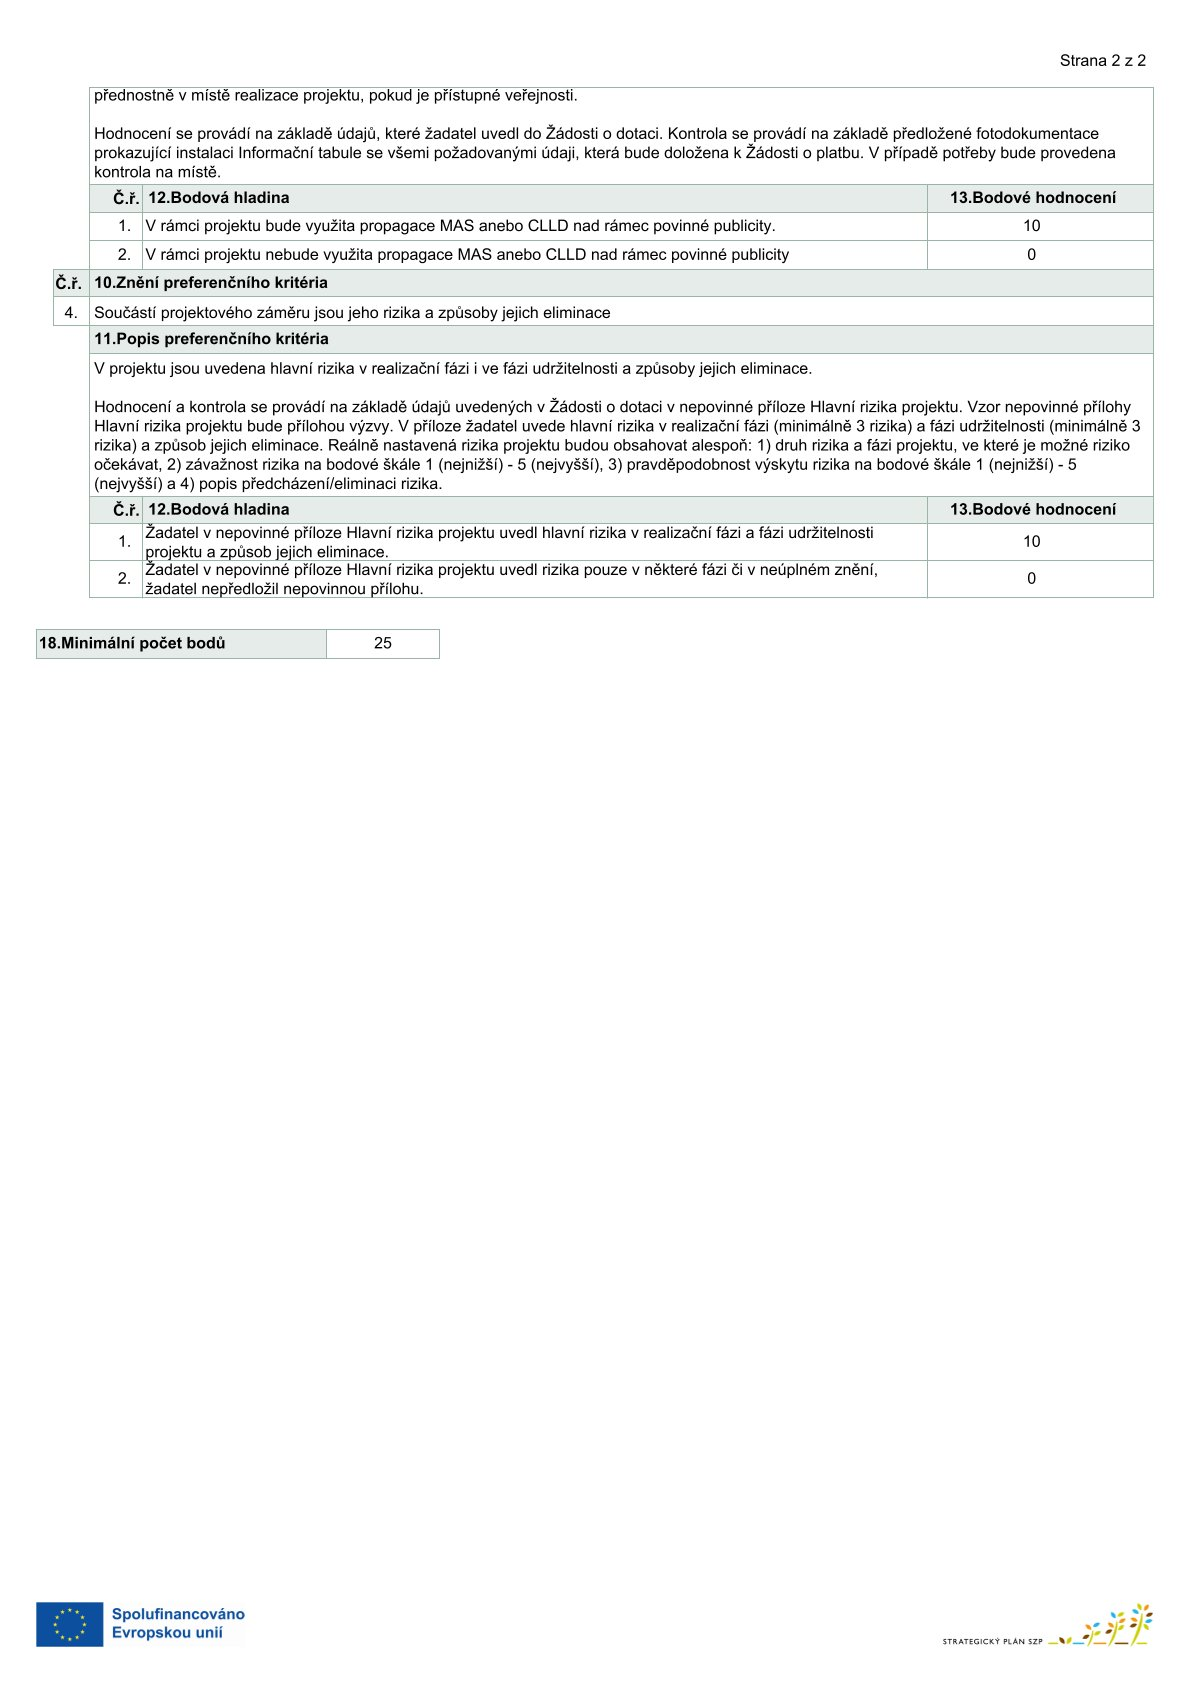 Strana 2 z 2
přednostně v místě realizace projektu, pokud je přístupné veřejnosti.
Hodnocení se provádí na základě údajů, které žadatel uvedl do Žádosti o dotaci. Kontrola se provádí na základě předložené fotodokumentace
prokazující instalaci Informační tabule se všemi požadovanými údaji, která bude doložena k Žádosti o platbu. V případě potřeby bude provedena
kontrola na místě.
Č.ř. 12.Bodová hladina 13.Bodové hodnocení
1. V rámci projektu bude využita propagace MAS anebo CLLD nad rámec povinné publicity. 10
2. V rámci projektu nebude využita propagace MAS anebo CLLD nad rámec povinné publicity 0
Č.ř. 10.Znění preferenčního kritéria
4. Součástí projektového záměru jsou jeho rizika a způsoby jejich eliminace
11.Popis preferenčního kritéria
V projektu jsou uvedena hlavní rizika v realizační fázi i ve fázi udržitelnosti a způsoby jejich eliminace.
Hodnocení a kontrola se provádí na základě údajů uvedených v Žádosti o dotaci v nepovinné příloze Hlavní rizika projektu. Vzor nepovinné přílohy
Hlavní rizika projektu bude přílohou výzvy. V příloze žadatel uvede hlavní rizika v realizační fázi (minimálně 3 rizika) a fázi udržitelnosti (minimálně 3
rizika) a způsob jejich eliminace. Reálně nastavená rizika projektu budou obsahovat alespoň: 1) druh rizika a fázi projektu, ve které je možné riziko
očekávat, 2) závažnost rizika na bodové škále 1 (nejnižší) - 5 (nejvyšší), 3) pravděpodobnost výskytu rizika na bodové škále 1 (nejnižší) - 5
(nejvyšší) a 4) popis předcházení/eliminaci rizika.
Č.ř. 12.Bodová hladina 13.Bodové hodnocení
1. Žadatel v nepovinné příloze Hlavní rizika projektu uvedl hlavní rizika v realizační fázi a fázi udržitelnosti 10
projektu a způsob jejich eliminace.
2. Žadatel v nepovinné příloze Hlavní rizika projektu uvedl rizika pouze v některé fázi či v neúplném znění, 0
žadatel nepředložil nepovinnou přílohu.
18.Minimální počet bodů 25
Spolufinancováno
Evropskou unií
STRATEGICKÝ PLÁN SZP